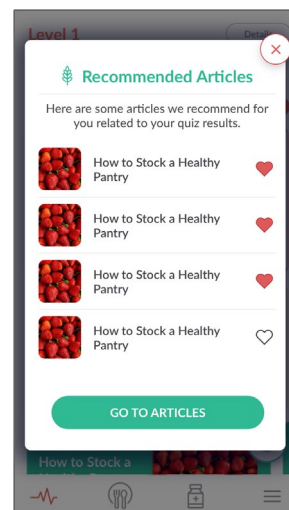 Level 1
Details
Recommended Articles
Here are some articles we recommend for
you related to your quiz results.
How to Stock a Healthy
Pantry
How to Stock a Healthy
Pantry
How to Stock a Healthy
Pantry
How to Stock a Healthy
Pantry
GO TO ARTICLES
How to Stock a